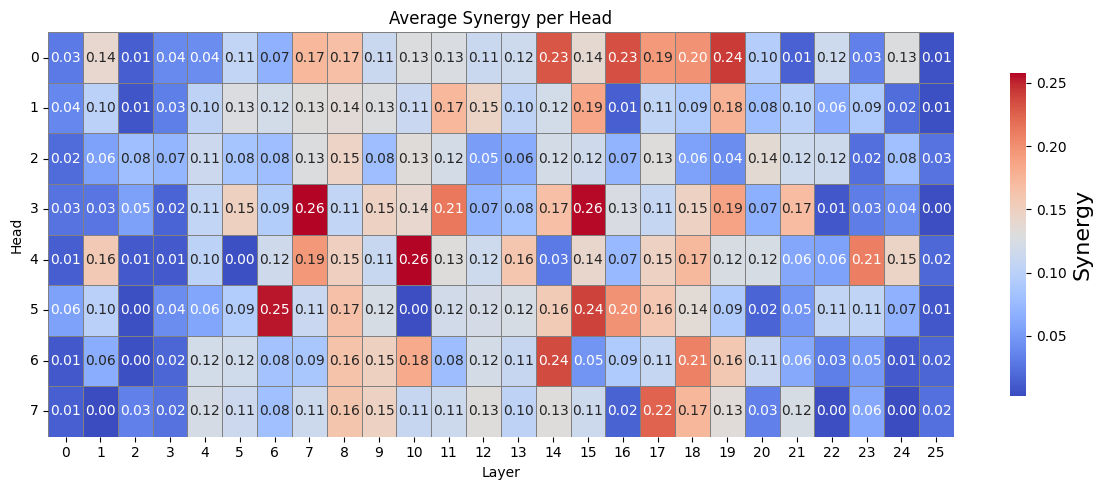 Average Synergy per Head
0 0.03 0.14 0.01 0.04 0.04 0.11 0.07 0.17 0.17 0.11 0.13 0.13 0.11 0.12 0.23 0.14 0.23 0.19 0.20 0.24 0.10 0.01 0.12 0.03 0.13 0.01
1 0.04 0.10 0.01 0.03 0.10 0.13 0.12 0.13 0.14 0.13 0.11 0.17 0.15 0.10 0.12 0.19 0.01 0.11 0.09 0.18 0.08 0.10 0.06 0.09 0.02 0.01
2 0.02 0.06 0.08 0.07 0.11 0.08 0.08 0.13 0.15 0.08 0.13 0.12 0.05 0.06 0.12 0.12 0.07 0.13 0.06 0.04 0.14 0.12 0.12 0.02 0.08 0.03
3 0.03 0.03 0.05 0.02 0.11 0.15 0.09 0.26 0.11 0.15 0.14 0.21 0.07 0.08 0.17 0.26 0.13 0.11 0.15 0.19 0.07 0.17 0.01 0.03 0.04 0.00
4 0.01 0.16 0.01 0.01 0.10 0.00 0.12 0.19 0.15 0.11 0.26 0.13 0.12 0.16 0.03 0.14 0.07 0.15 0.17 0.12 0.12 0.06 0.06 0.21 0.15 0.02
5 0.06 0.10 0.00 0.04 0.06 0.09 0.25 0.11 0.17 0.12 0.00 0.12 0.12 0.12 0.16 0.24 0.20 0.16 0.14 0.09 0.02 0.05 0.11 0.11 0.07 0.01
6 0.01 0.06 0.00 0.02 0.12 0.12 0.08 0.09 0.16 0.15 0.18 0.08 0.12 0.11 0.24 0.05 0.09 0.11 0.21 0.16 0.11 0.06 0.03 0.05 0.01 0.02
7 0.01 0.00 0.03 0.02 0.12 0.11 0.08 0.11 0.16 0.15 0.11 0.11 0.13 0.10 0.13 0.11 0.02 0.22 0.17 0.13 0.03 0.12 0.00 0.06 0.00 0.02
0 1 2 3 4 5 6 7 8 9 10 11 12 13 14 15 16 17 18 19 20 21 22 23 24 25
Layer
Head
0.25
0.20
0.15
0.10
0.05
Synergy